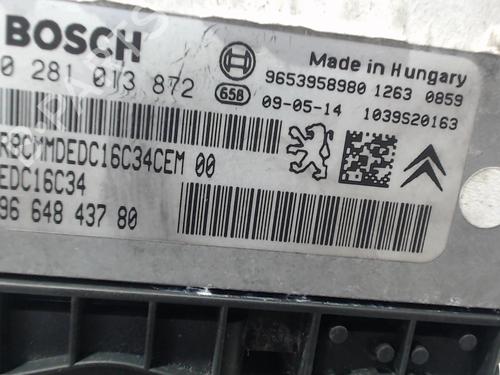 BOSCH
Made in Hungary
0 281 013 872
9653958980 1263 0859
658
09-05-14
1039S20163
R8CMMDEDC16C34CEM 00
EDC16C34
96 648 437 80